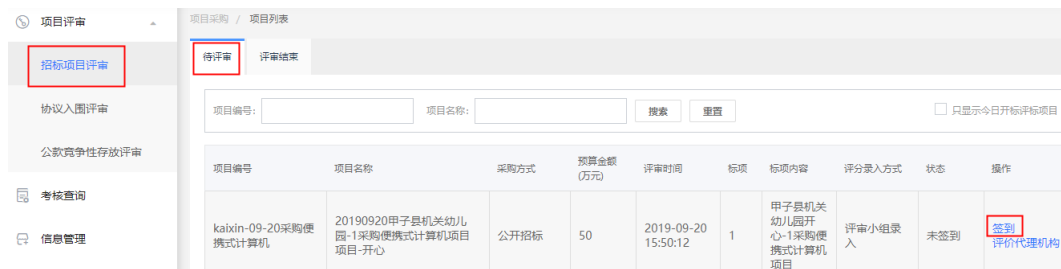 项目评审
招标项目评审
协议入围评审
公款竞争性存放评审
考核查询
信息管理
项目采购 / 项目列表
待评审
评审结束
项目编号:
项目名称:
搜索
重置
只显示今日开标评标项目
项目编号
项目名称
采购方式
预算金额
(万元)
评审时间
标项
标项内容
评分录入方式
状态
操作
kaixin-09-20采购便
携式计算机
20190920甲子县机关幼儿
园-1采购便携式计算机项目
项目-开心
公开招标
50
2019-09-20
15:50:12
1
甲子县机关
幼儿园开
心-1采购便
携式计算机
项目
评审小组录
入
未签到
签到
评价代理机构